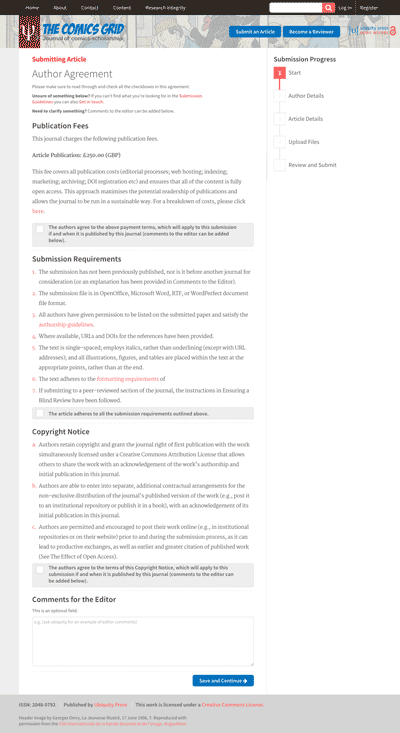 Home About Contact Research Integrity Log In Register
THE COMICS GRID
Journal of comics scholarship
Submit an Article Become a Reviewer
Submitting Article
Author Agreement
Please make sure to read through and check all the checkboxes in this agreement.
Unsure of something below? If you can't find what you're looking for in the Submission
Guidelines you can also Get in touch.
Need to clarify something? Comments to the editor can be added below.
Publication Fees
This journal charges the following publication fees.
Article Publication: £250.00 (GBP)
This fee covers all publication costs (editorial processes; web hosting; indexing;
marketing; archiving; DOI registration etc) and ensures that all of the content is fully
open access. This approach maximises the potential readership of publications and
allows the journal to be run in a sustainable way. For a breakdown of costs, please click
here.
The authors agree to the above payment terms, which will apply to this submission
if and when it is published by this journal (comments to the editor can be added
below).
Submission Requirements
1. The submission has not been previously published, nor is it before another journal for
consideration (or an explanation has been provided in Comments to the Editor).
2. The submission file is in OpenOffice, Microsoft Word, RTF, or WordPerfect document
file format.
3. All authors have given permission to be listed on the submitted paper and satisfy the
authorship guidelines.
4. Where available, URLs and DOIs for the references have been provided.
5. The text is single-spaced; employs italics, rather than underlining (except with URL
addresses); and all illustrations, figures, and tables are placed within the text at the
appropriate points, rather than at the end.
6. The text adheres to the formatting requirements of
7. If submitting to a peer-reviewed section of the journal, the instructions in Ensuring a
Blind Review have been followed.
The article adheres to all the submission requirements outlined above.
Copyright Notice
a. Authors retain copyright and grant the journal right of first publication with the work
simultaneously licensed under a Creative Commons Attribution License that allows
others to share the work with an acknowledgement of the work's authorship and
initial publication in this journal.
b. Authors are able to enter into separate, additional contractual arrangements for the
non-exclusive distribution of the journal's published version of the work (e.g., post it
to an institutional repository or publish it in a book), with an acknowledgement of its
initial publication in this journal.
c. Authors are permitted and encouraged to post their work online (e.g., in institutional
repositories or on their website) prior to and during the submission process, as it can
lead to productive exchanges, as well as earlier and greater citation of published work
(See The Effect of Open Access).
The authors agree to the terms of this Copyright Notice, which will apply to this
submission if and when it is published by this journal (comments to the editor can
be added below).
Comments for the Editor
This is an optional field.
e.g. (ask ubiquity for an example of editor comments)
Save and Continue
Submission Progress
1 Start
Author Details
Article Details
Upload Files
Review and Submit
ISSN: 2048-0792 Published by Ubiquity Press This work is licensed under a Creative Commons License.
Header image by Georges Omry, La Jeunesse Illustré, 17 June 1906, 7. Reproduced with
permission from the